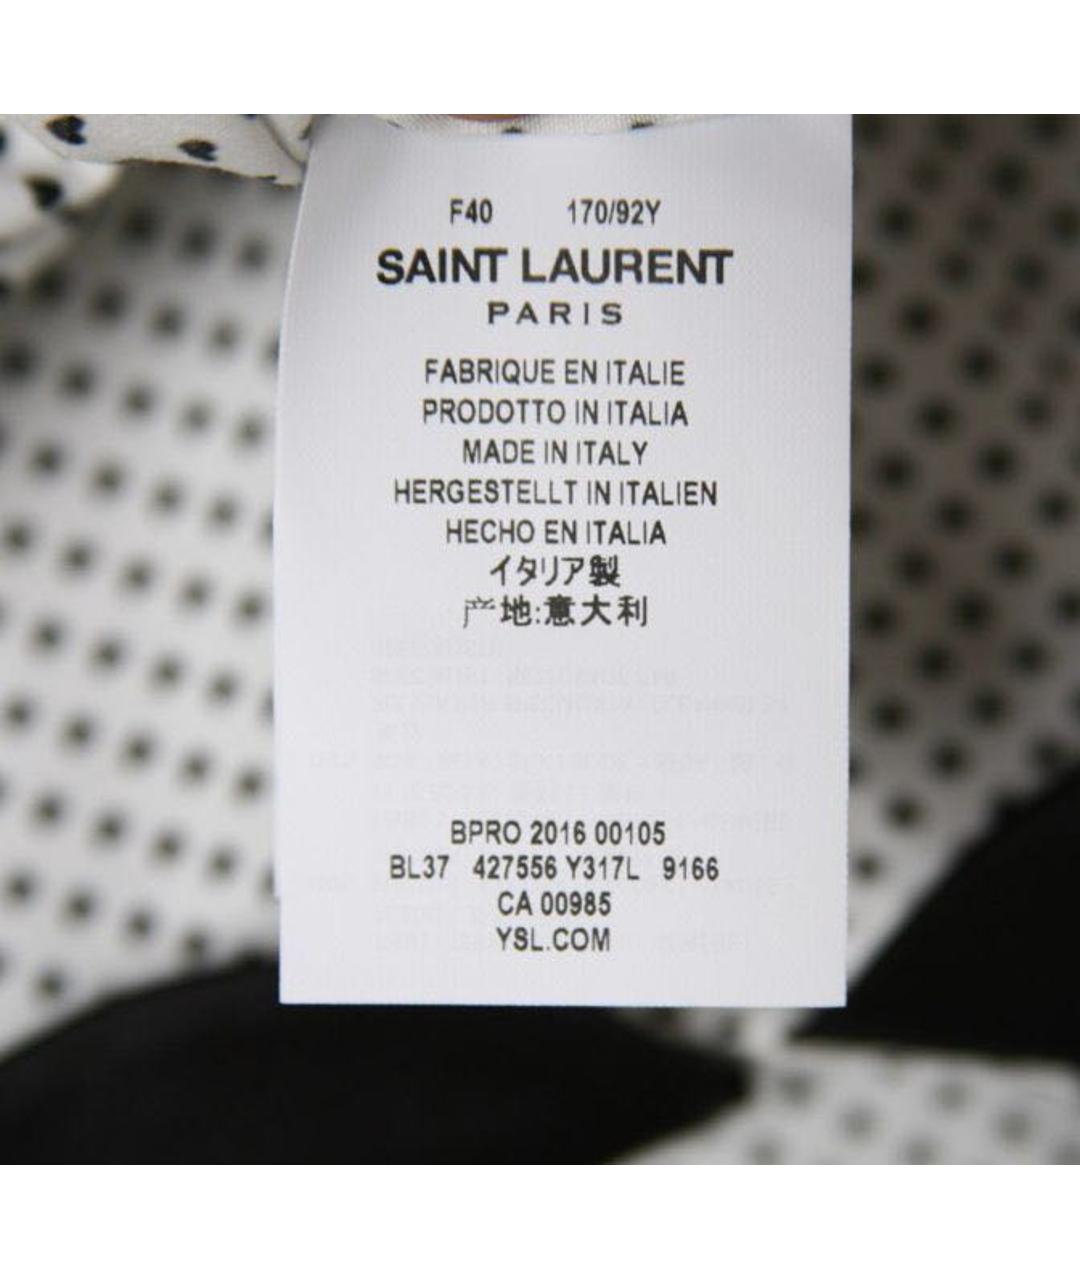 F40 170/92Y
SAINT LAURENT
PARIS
FABRIQUE EN ITALIE
PRODOTTO IN ITALIA
MADE IN ITALY
HERGESTELLT IN ITALIEN
HECHO EN ITALIA
イタリア製
产地:意大利
BPRO 2016 00105
BL37 427556 Y317L 9166
CA 00985
YSL.COM